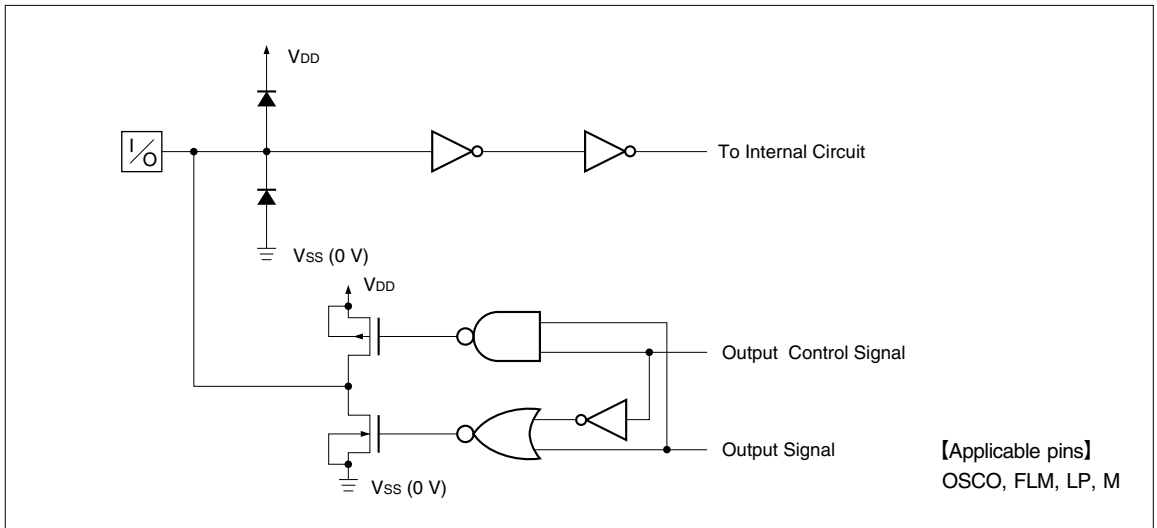 VDD
I/O
To Internal Circuit
VSS (0 V)
VDD
Output Control Signal
Output Signal
VSS (0 V)
【Applicable pins】
OSCO, FLM, LP, M